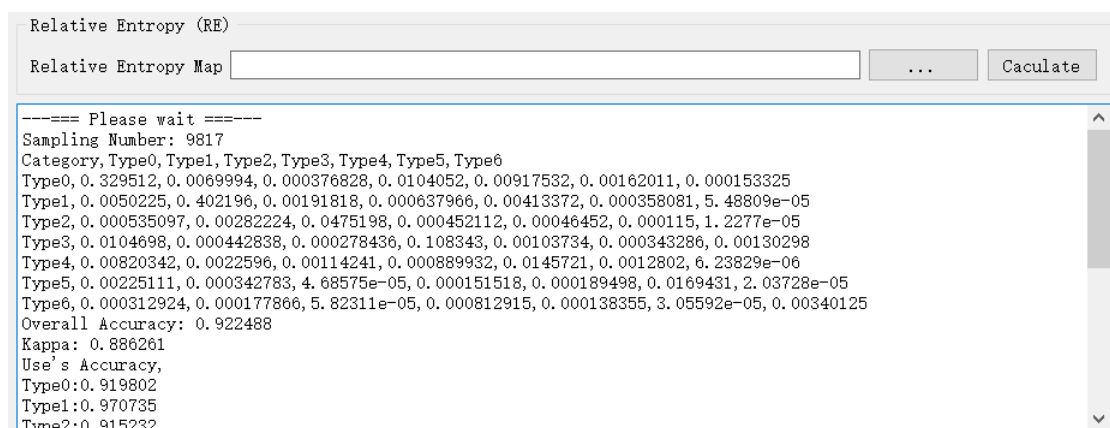 Relative Entropy (RE)
Relative Entropy Map
... Caculate
---=== Please wait ===---
Sampling Number: 9817
Category,Type0,Type1,Type2,Type3,Type4,Type5,Type6
Type0,0.329512,0.0069994,0.000376828,0.0104052,0.00917532,0.00162011,0.000153325
Type1,0.0050225,0.402196,0.00191818,0.000637966,0.00413372,0.000358081,5.48809e-05
Type2,0.000535097,0.00282224,0.0475198,0.000452112,0.00046452,0.000115,1.2277e-05
Type3,0.0104698,0.000442838,0.000278436,0.108343,0.00103734,0.000343286,0.00130298
Type4,0.00820342,0.0022596,0.00114241,0.000889932,0.0145721,0.0012802,6.23829e-06
Type5,0.00225111,0.000342783,4.68575e-05,0.000151518,0.000189498,0.0169431,2.03728e-05
Type6,0.000312924,0.000177866,5.82311e-05,0.000812915,0.000138355,3.05592e-05,0.00340125
Overall Accuracy: 0.922488
Kappa: 0.886261
Use's Accuracy,
Type0:0.919802
Type1:0.970735
Type2:0.915232